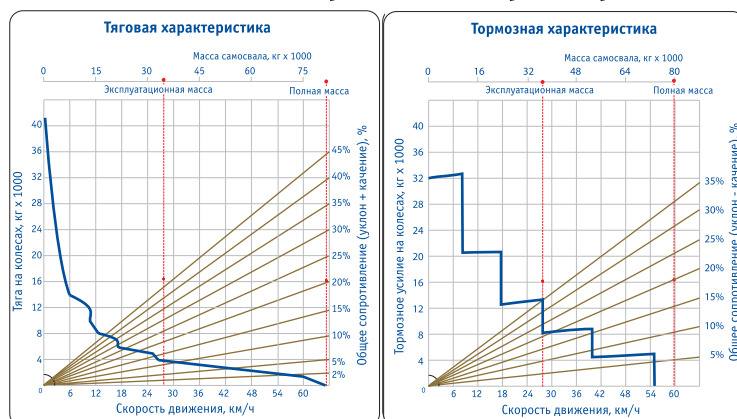 Тяговая характеристика
Масса самосвала, кг х 1000
0 15 30 45 60 75
Эксплуатационная масса
Полная масса
Тяга на колесах, кг х 1000
40
36
32
28
24
20
16
12
8
4
0
45%
40%
35%
30%
25%
20%
15%
10%
5%
2%
Общее сопротивление (уклон + качение), %
6 12 18 24 30 36 42 48 54 60
Скорость движения, км/ч
Тормозная характеристика
Масса самосвала, кг х 1000
0 16 32 48 64 80
Эксплуатационная масса
Полная масса
Тормозное усилие на колесах, кг х 1000
40
36
32
28
24
20
16
12
8
4
0
35%
30%
25%
20%
15%
10%
5%
Общее сопротивление (уклон - качение), %
6 12 18 24 30 36 42 48 54 60
Скорость движения, км/ч